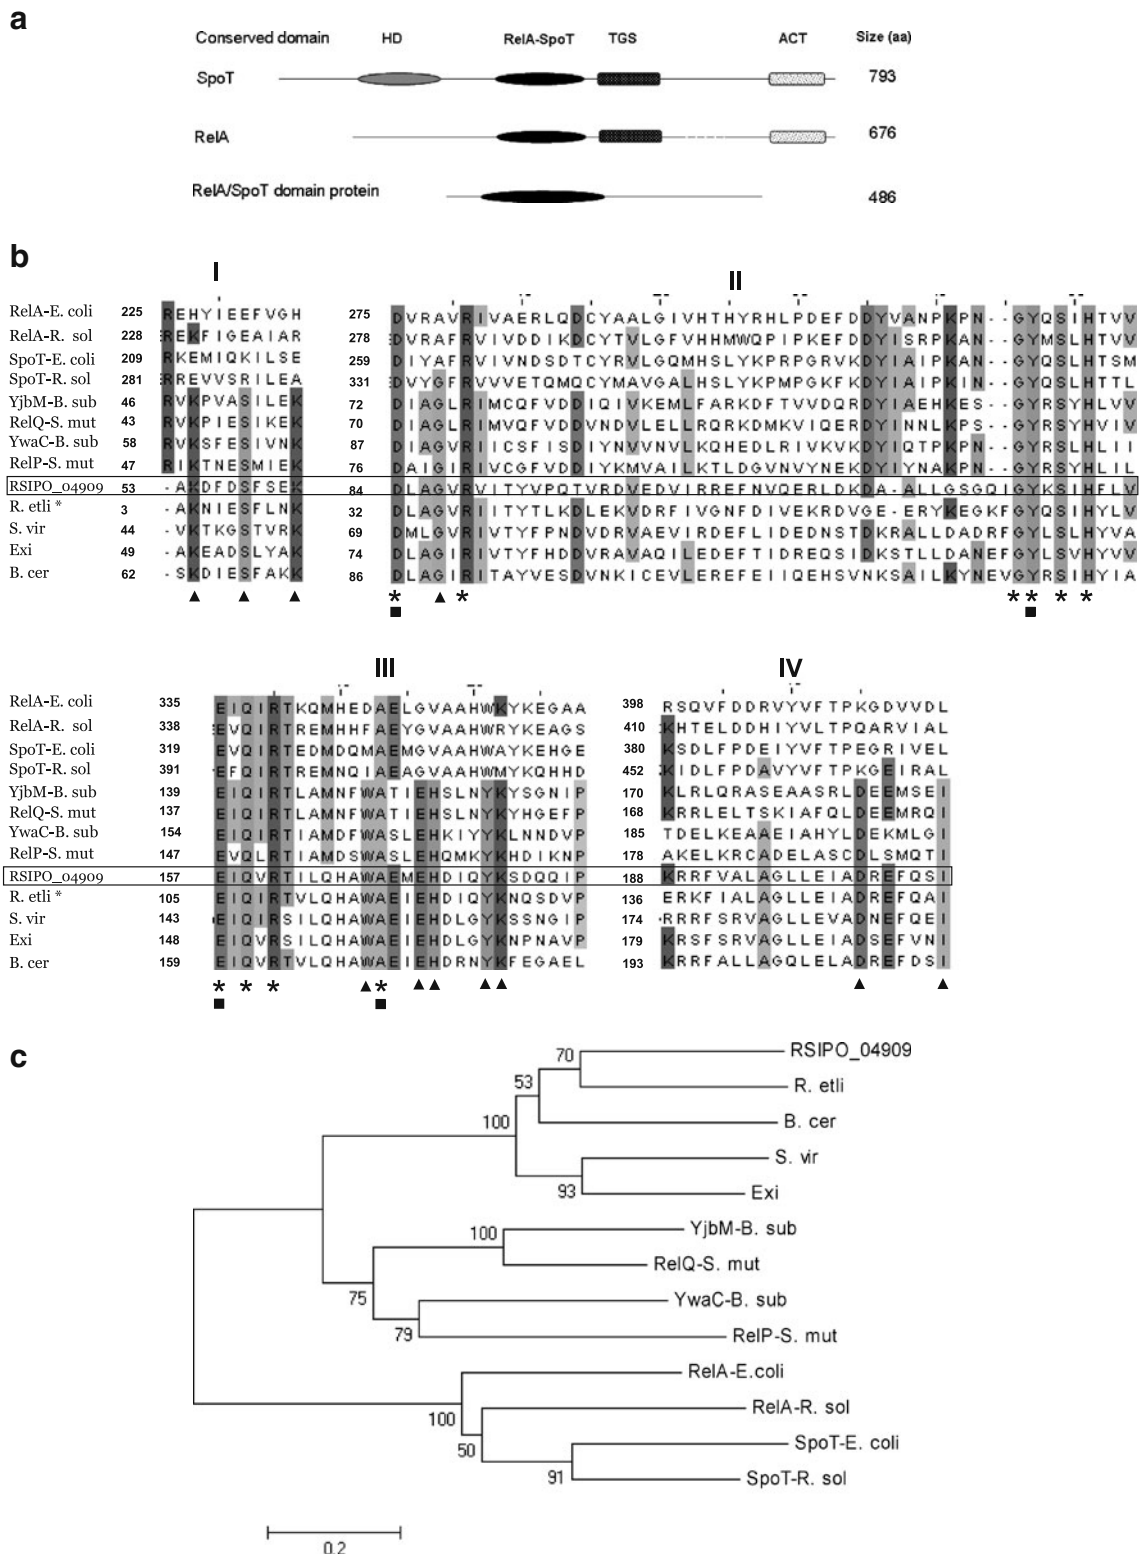 a
Conserved domain HD RelA-SpoT TGS ACT Size (aa)
SpoT 793
RelA 676
RelA/SpoT domain protein 486
b
I II
RelA-E. coli 225 REHYIEEFVGH 275 DVRAVRIVAERLQDCYAALGIVHTHYRHLPDEFDDYVANPKPN--GYQSIHTVV
RelA-R. sol 228 REKFIGEAIAR 278 DVRAFRVIVDDIKDCYTVLGFVHHMWQPIPKEFDDYISRPKAN--GYMSLHTVV
SpoT-E. coli 209 RKEMIQKILSE 259 DIYAFRVIVNDSDTCYRVLGQMHSLYKPRPGRVKDYIAIPKAN--GYQSLHTSM
SpoT-R. sol 281 RREVVSRILEA 331 DVYGFRVVVETQMQCYMAVGALHSLYKPMPGKFKDYIAIPKIN--GYQSLHTTL
YjbM-B. sub 46 RVKPVASILEK 72 DIAGLRIMCQFVDDIQIVKEMLFARKDFTVVDQRDYIAEHKES--GYRSYHLVV
RelQ-S. mut 43 RVKPIESIKEK 70 DIAGLRIMVQFVDDVNDVLELLRQRKDMKVIQERDYINNLKPS--GYRSYHVVV
YwaC-B. sub 58 RVKSFESIVNK 87 DIAGVRIICSFISDIYNVVNVLKQHEDLRIVKVKDYIQTPKPN--GYRSLHLII
RelP-S. mut 47 RIKTNESMIEK 76 DAIGIRIVCRFVDDIYKMVAILKTLDGVNVYNEKDYIYNAKPN--GYRSYHLIL
RSIPO_04909 53 -AKDFDSFSEK 84 DLAGVRVITYVPQTVRDVEDVIRREFQVERLDKDA-ALLGSGQIGYKSIHFLV
R. etli * 3 -AKNIESFLNK 32 DLAGVRIITYTLKDLEKVDRFIVGNFDIVEKRDVGE-ERYKEGKFGYQSIHYLV
S. vir 44 -VKTKGSTVRK 69 DMLGVRVVTYFPNDVDRVAEVIRDEFLIDEDNSTDKRALLDADRFGYLSLHYVA
Exi 49 -AKEADSLYAK 74 DLAGIRIVTYFHDDVRAVAQILEDEFTIDREQSIDKSTLLDANEFGYLSVHYVV
B. cer 62 -SKDIESFAKK 86 DLAGIRITAYVESDVNKICEVLEREFEIIQEHSVNKSAILKYNEVGYRSIHYIA
III IV
RelA-E. coli 335 EIQIRTKQMHEDAELGVAAHWKYKEGAA 398 RSQVFDDRVYVFTPKGDVVDL
RelA-R. sol 338 EVQIRTREMHHFAEYGVAAHWRYKEAGS 410 KHTELDDHIYVLTPQARVIAL
SpoT-E. coli 319 EIQIRTEDMDQMAEMGVAAHWAYKEHGE 380 KSDLFPDEIYVFTPEGRIVEL
SpoT-R. sol 391 EFQIRTREMNQIAEAGVAAHWMYKQHHD 452 KIDLFPDAVYVFTPKGEIRAL
YjbM-B. sub 139 EIQIRTLAMNFWATIEHSLNYKYSGNIP 170 KLRRQLASEAASRLDEEMSEI
RelQ-S. mut 137 EIQIRTLAMNFWATIEHSLNYKYHGEFP 168 KRRLELTSKIAFQLDEEMRQI
YwaC-B. sub 154 EIQIRTIAMDFWASLEHKIYYKLNNDVP 185 TDELKEAAEIAHYLDEKMLGI
RelP-S. mut 147 EVQLRTIAMDSWASLEHQMKYKHDIKNP 178 AKELKRCADELASCDLSMQTI
RSIPO_04909 157 EIQVRTILQHAWAEMEHDIQYKSDQQIP 188 KRRFVALAGLIEIADREFQSI
R. etli * 105 EIQIRTVLQHAWAEIEHDIQYKSSSVIP 136 ERKFIALAGLIEIADREFQAI
S. vir 143 EIQIRSILQHAWAEIEHDLGYKSSNGIP 174 RRRFSRVAGLLEVADNEFQEI
Exi 148 EIQVRSILQHAWAEIEHDLGYKNPNAVP 179 KRSFSRVAGLLEIADSEFVNI
B. cer 159 EIQVRTVLQHAWAEIEHDRNYKFEGAEL 193 KRRFALLAGQLELADREFDSI
c
RSIPO_04909
70
R. etli
53
B. cer
100
S. vir
93
Exi
YjbM-B. sub
100
RelQ-S. mut
75
YwaC-B. sub
79
RelP-S. mut
RelA-E.coli
100
RelA-R. sol
50
SpoT-E. coli
91
SpoT-R. sol
0.2